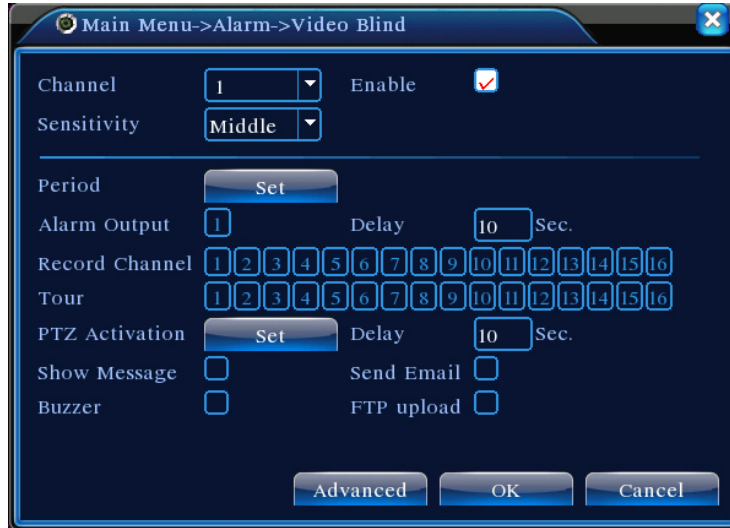 Main Menu->Alarm->Video Blind
Channel 1 Enable
Sensitivity Middle
Period Set
Alarm Output 1 Delay 10 Sec.
Record Channel 1 2 3 4 5 6 7 8 9 10 11 12 13 14 15 16
Tour 1 2 3 4 5 6 7 8 9 10 11 12 13 14 15 16
PTZ Activation Set Delay 10 Sec.
Show Message Send Email
Buzzer FTP upload
Advanced OK Cancel